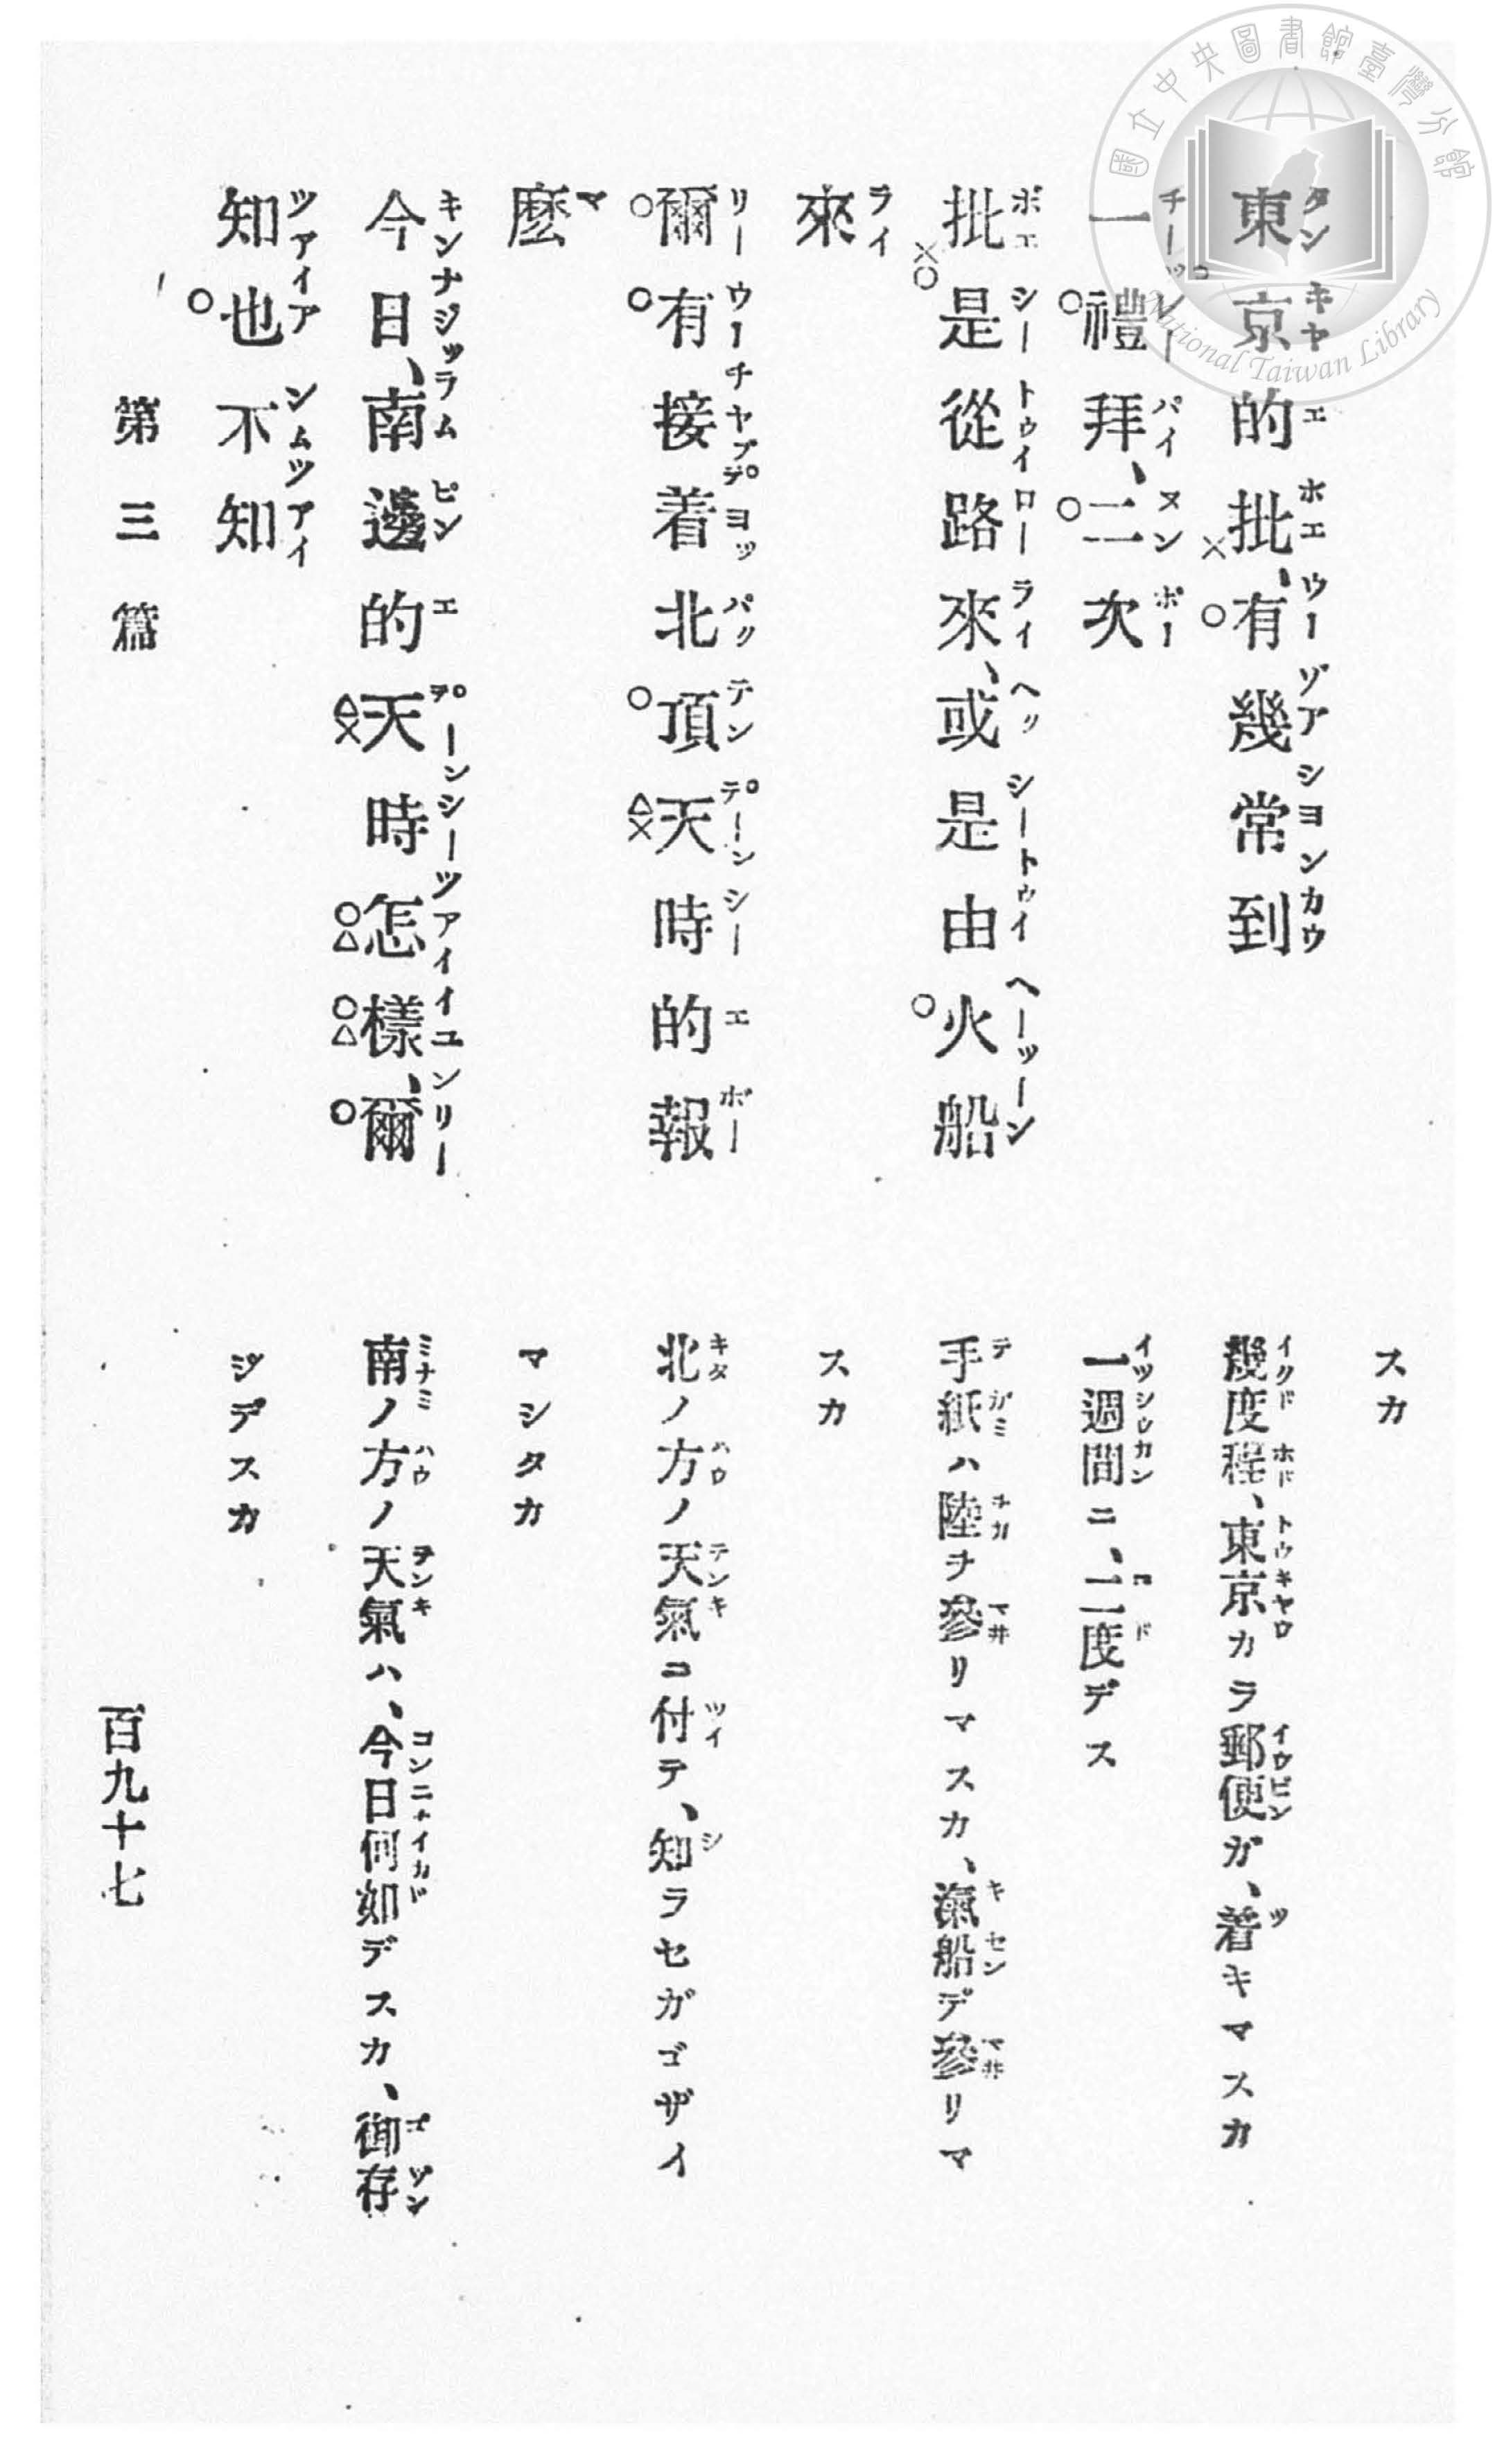 スカ
東京的批、有幾常到
幾度程、東京カラ郵便ガ、着キマスカ
一禮拜、二次
一週間ニ、二度デス
批是從路來、或是由火船
來
手紙ハ陸ヲ參リマスカ、滊船デ參リマ
スカ
爾有接着北頂天時的報
麽
北ノ方ノ天氣ニ付テ、知ラセガゴザイ
マシタカ
今日、南邊的天時怎樣、爾
知也不知
南ノ方ノ天氣ハ、今日何如デスカ、御存
ジデスカ
第三篇
百九十七
國立中央圖書館臺灣分館
National Taiwan Library